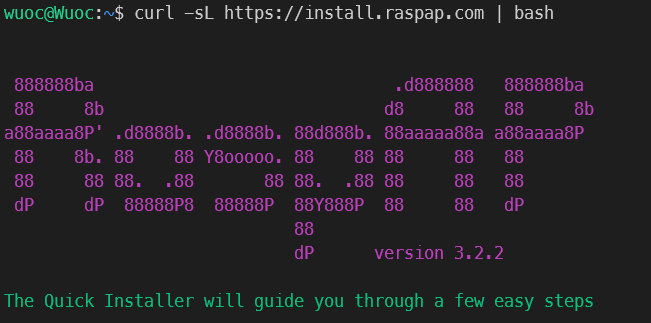 wuoc@Wuoc:~$ curl -sL https://install.raspap.com | bash
 888888ba                              .d888888   888888ba
 88     8b                            d8     88   88     8b
a88aaaa8P' .d8888b. .d8888b. 88d888b. 88aaaaa88a a88aaaa8P
 88     8b. 88    88 Y8ooooo. 88    88 88     88   88
 88     88 88.  .88       88 88.  .88 88     88   88
 dP     dP  88888P8  88888P  88Y888P  88     88   dP
                             88
                             dP      version 3.2.2
The Quick Installer will guide you through a few easy steps